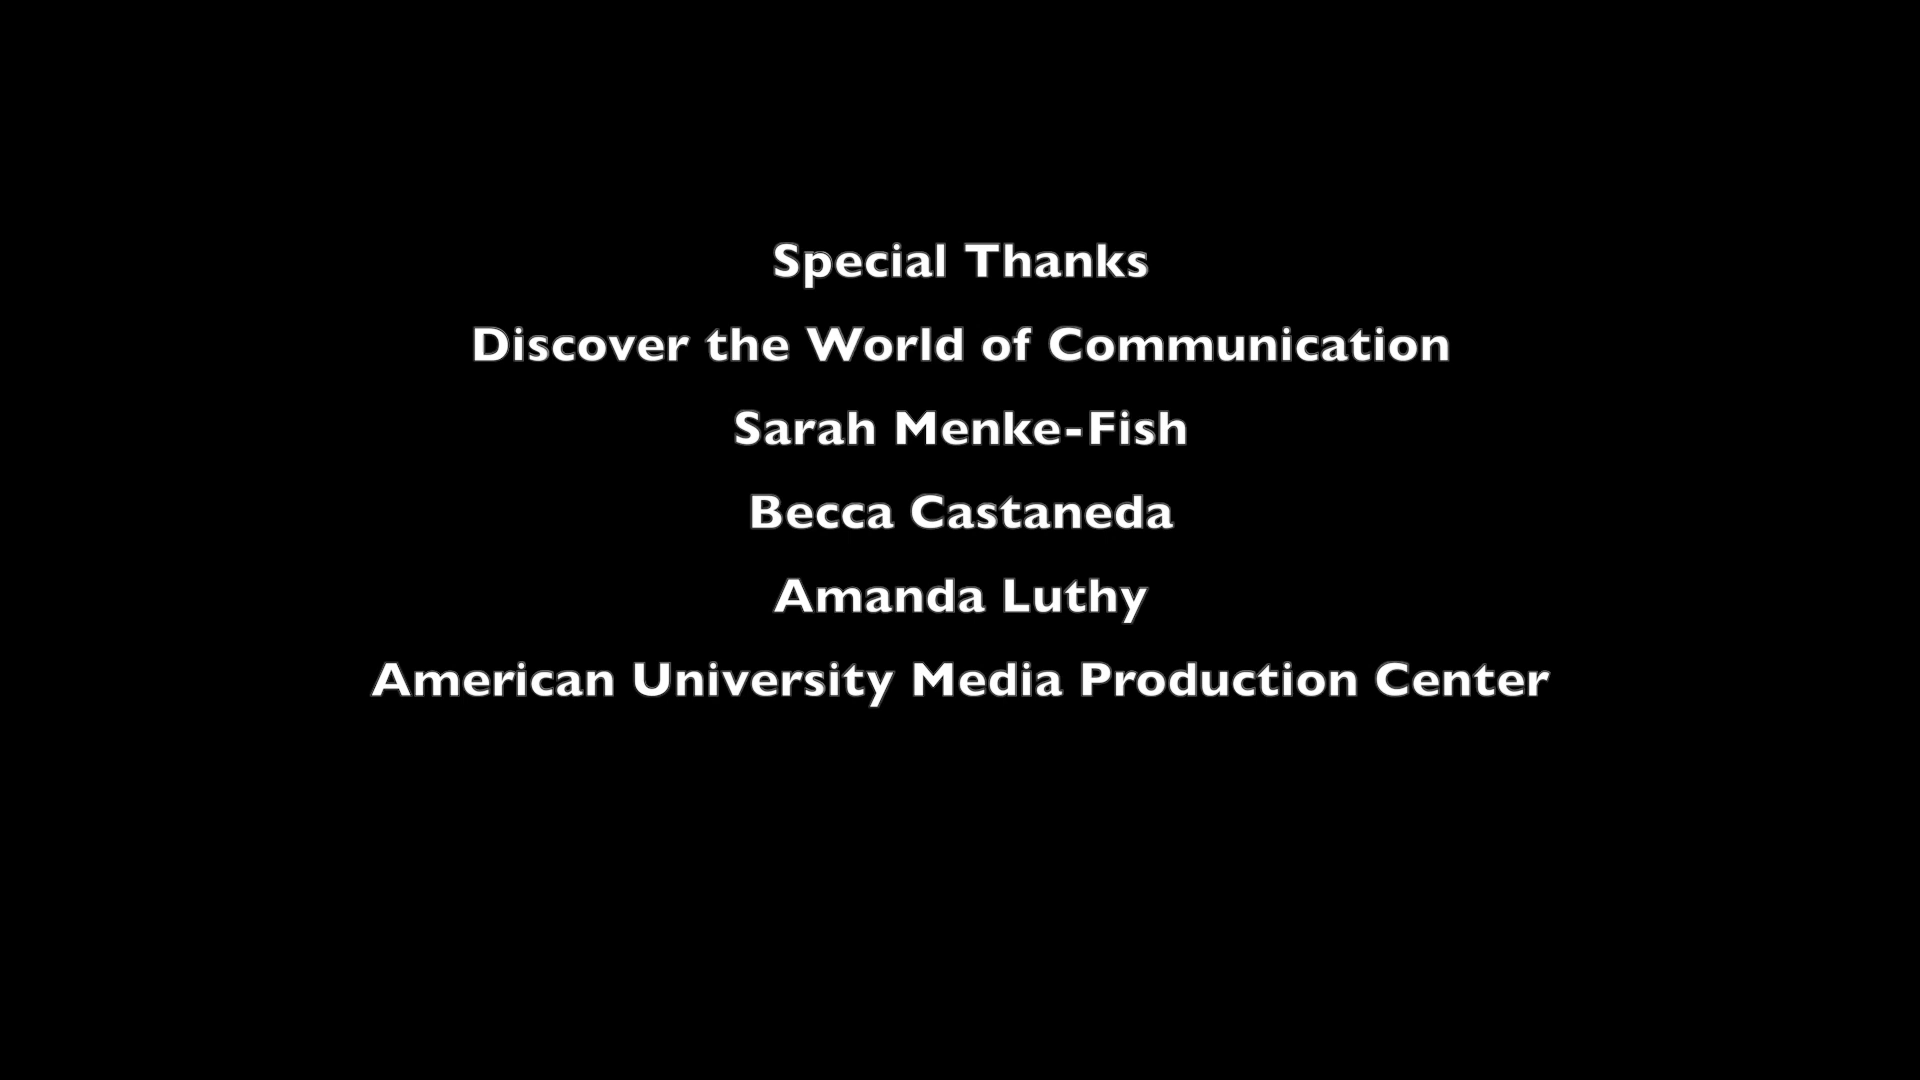 Special Thanks
Discover the World of Communication
Sarah Menke-Fish
Becca Castaneda
Amanda Luthy
American University Media Production Center